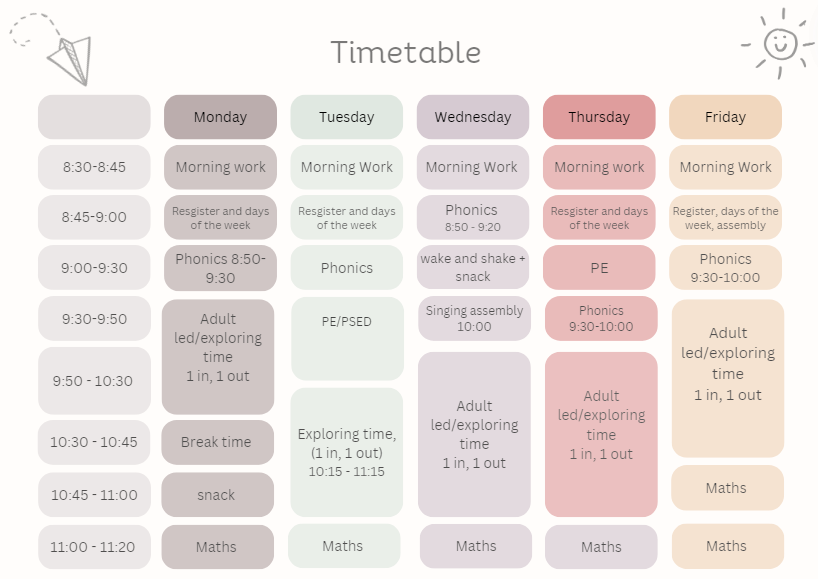 Timetable
Monday
Tuesday
Wednesday
Thursday
Friday
8:30-8:45
Morning work
Morning Work
Morning Work
Morning work
Morning Work
8:45-9:00
Resgister and days
of the week
Resgister and days
of the week
Phonics
8:50 - 9:20
Resgister and days
of the week
Register, days of the
week, assembly
9:00-9:30
Phonics 8:50-
9:30
Phonics
wake and shake +
snack
PE
Phonics
9:30-10:00
9:30-9:50
Adult
led/exploring
time
1 in, 1 out
PE/PSED
Singing assembly
10:00
Phonics
9:30-10:00
Adult
led/exploring
time
1 in, 1 out
9:50 - 10:30
Exploring time,
(1 in, 1 out)
10:15 - 11:15
Adult
led/exploring
time
1 in, 1 out
Adult
led/exploring
time
1 in, 1 out
10:30 - 10:45
Break time
10:45 - 11:00
snack
Maths
11:00 - 11:20
Maths
Maths
Maths
Maths
Maths